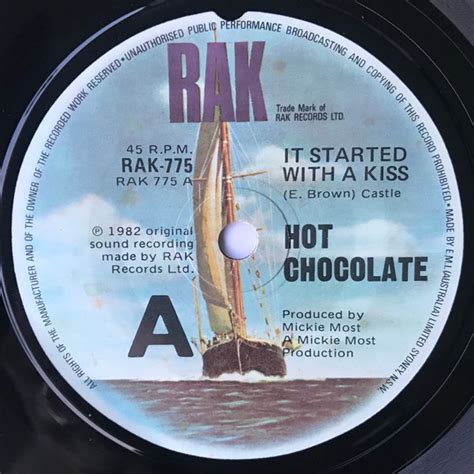 UNAUTHORISED PUBLIC PERFORMANCE BROADCASTING AND COPYING OF THIS RECORD PROHIBITED • MADE BY E.M.I. (AUSTRALIA) LIMITED SYDNEY N.S.W.
ALL RIGHTS OF THE MANUFACTURER AND OF THE OWNER OF THE RECORDED WORK RESERVED •
RAK
Trade Mark of
RAK RECORDS LTD.
45 R.P.M.
RAK-775
RAK 775 A
IT STARTED
WITH A KISS
(E. Brown) Castle
℗ 1982 original
sound recording
made by RAK
Records Ltd.
HOT
CHOCOLATE
A
Produced by
Mickie Most
A Mickie Most
Production